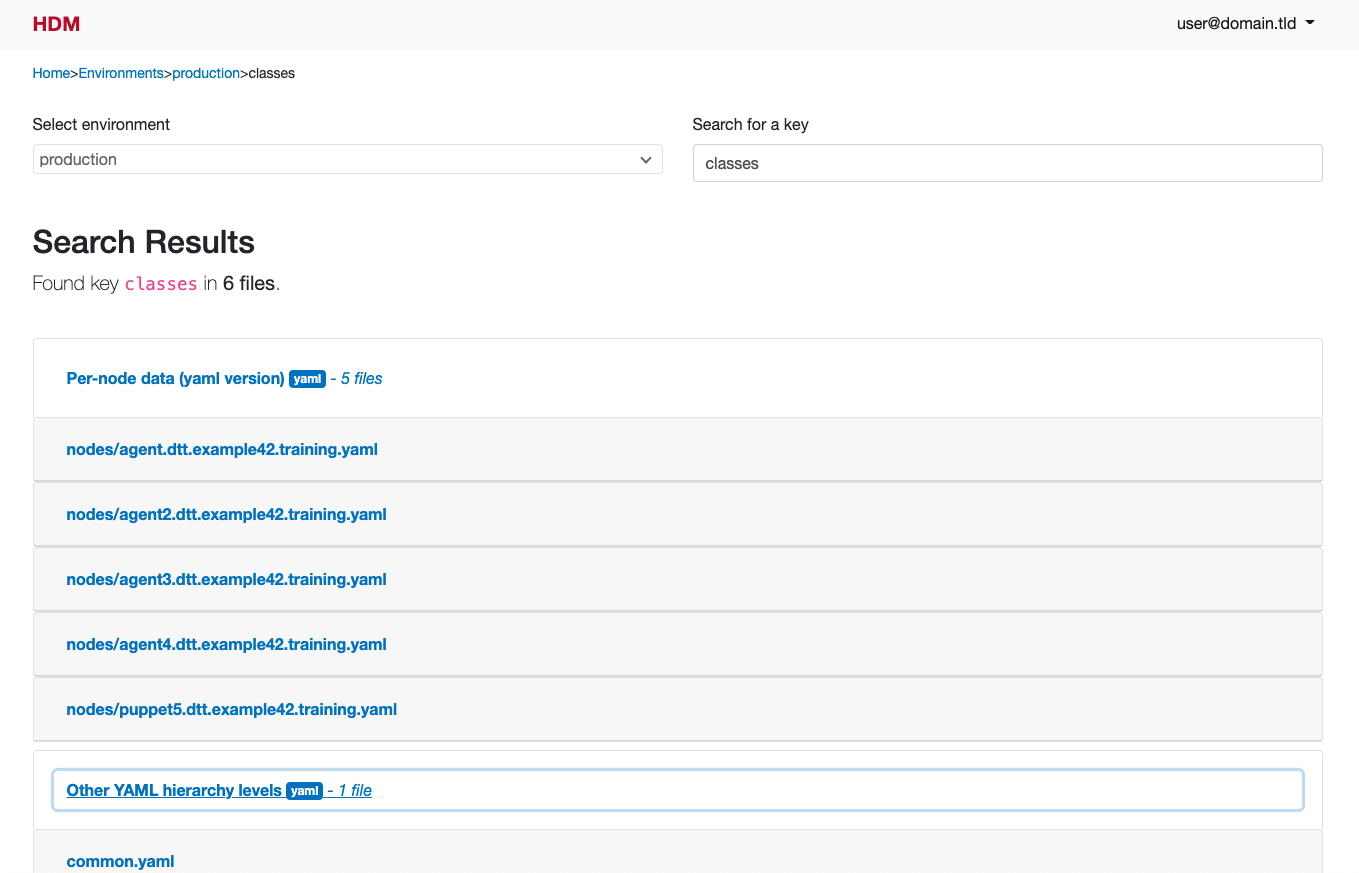 HDM
user@domain.tld
Home>Environments>production>classes
Select environment
Search for a key
production
classes
Search Results
Found key classes in 6 files.
Per-node data (yaml version) yaml - 5 files
nodes/agent.dtt.example42.training.yaml
nodes/agent2.dtt.example42.training.yaml
nodes/agent3.dtt.example42.training.yaml
nodes/agent4.dtt.example42.training.yaml
nodes/puppet5.dtt.example42.training.yaml
Other YAML hierarchy levels yaml - 1 file
common.yaml